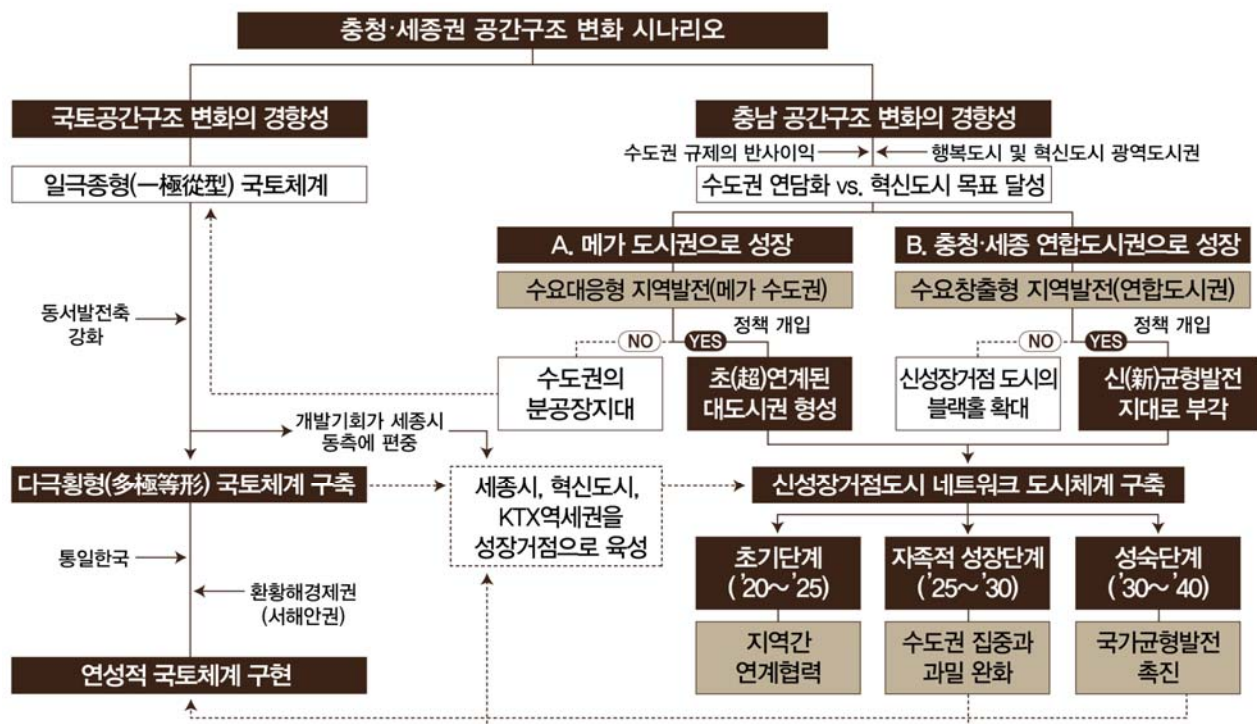 충청·세종권 공간구조 변화 시나리오
국토공간구조 변화의 경향성
일극종형(一極從型) 국토체계
동서발전축
강화
개발기회가 세종시
동측에 편중
다극횡형(多極等形) 국토체계 구축
통일한국
환황해경제권
(서해안권)
연성적 국토체계 구현
세종시, 혁신도시,
KTX역세권을
성장거점으로 육성
충남 공간구조 변화의 경향성
수도권 규제의 반사이익
행복도시 및 혁신도시 광역도시권
수도권 연담화 vs. 혁신도시 목표 달성
A. 메가 도시권으로 성장
수요대응형 지역발전(메가 수도권)
정책 개입
NO
YES
수도권의
분공장지대
초(超)연계된
대도시권 형성
B. 충청·세종 연합도시권으로 성장
수요창출형 지역발전(연합도시권)
정책 개입
NO
YES
신성장거점 도시의
블랙홀 확대
신(新)균형발전
지대로 부각
신성장거점도시 네트워크 도시체계 구축
초기단계
('20~'25)
지역간
연계협력
자족적 성장단계
('25~'30)
수도권 집중과
과밀 완화
성숙단계
('30~'40)
국가균형발전
촉진